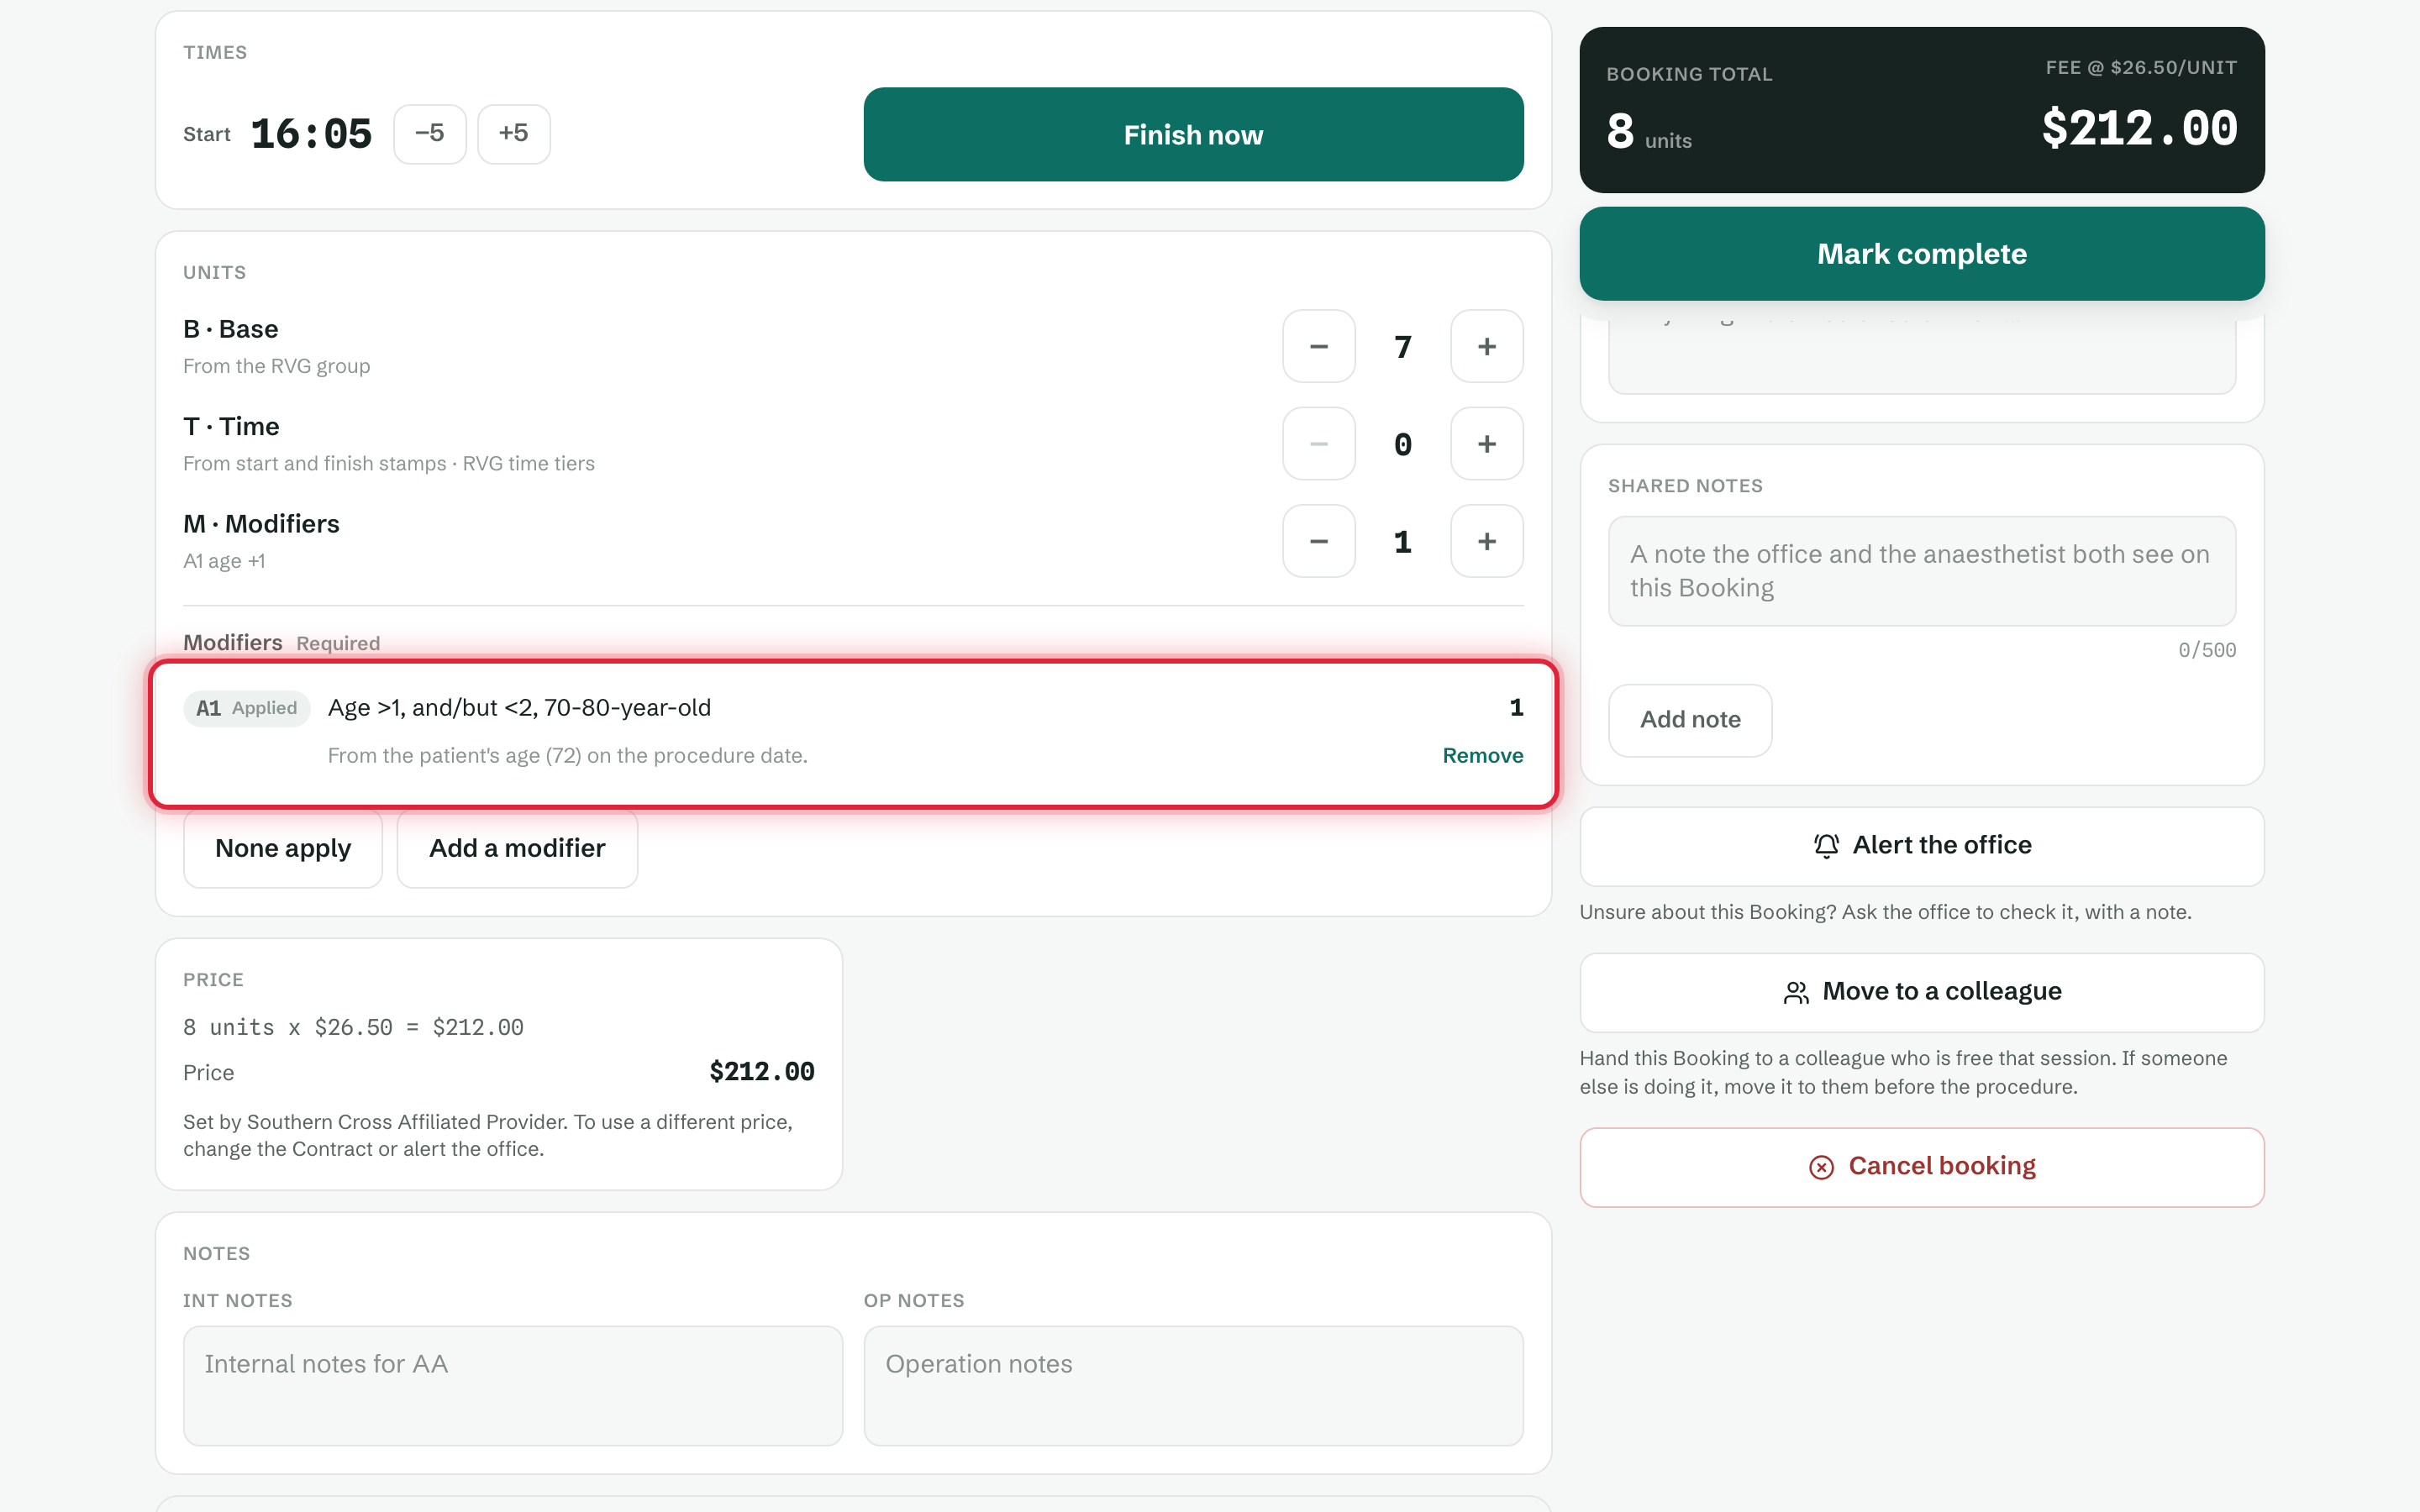 TIMES
Start 16:05 −5 +5
Finish now
UNITS
B · Base
From the RVG group
− 7 +
T · Time
From start and finish stamps · RVG time tiers
− 0 +
M · Modifiers
A1 age +1
− 1 +
Modifiers Required
A1 Applied Age >1, and/but <2, 70-80-year-old 1
From the patient's age (72) on the procedure date. Remove
None apply Add a modifier
PRICE
8 units x $26.50 = $212.00
Price $212.00
Set by Southern Cross Affiliated Provider. To use a different price,
change the Contract or alert the office.
NOTES
INT NOTES
Internal notes for AA
OP NOTES
Operation notes
BOOKING TOTAL
8 units
FEE @ $26.50/UNIT
$212.00
Mark complete
SHARED NOTES
A note the office and the anaesthetist both see on
this Booking
0/500
Add note
Alert the office
Unsure about this Booking? Ask the office to check it, with a note.
Move to a colleague
Hand this Booking to a colleague who is free that session. If someone
else is doing it, move it to them before the procedure.
Cancel booking